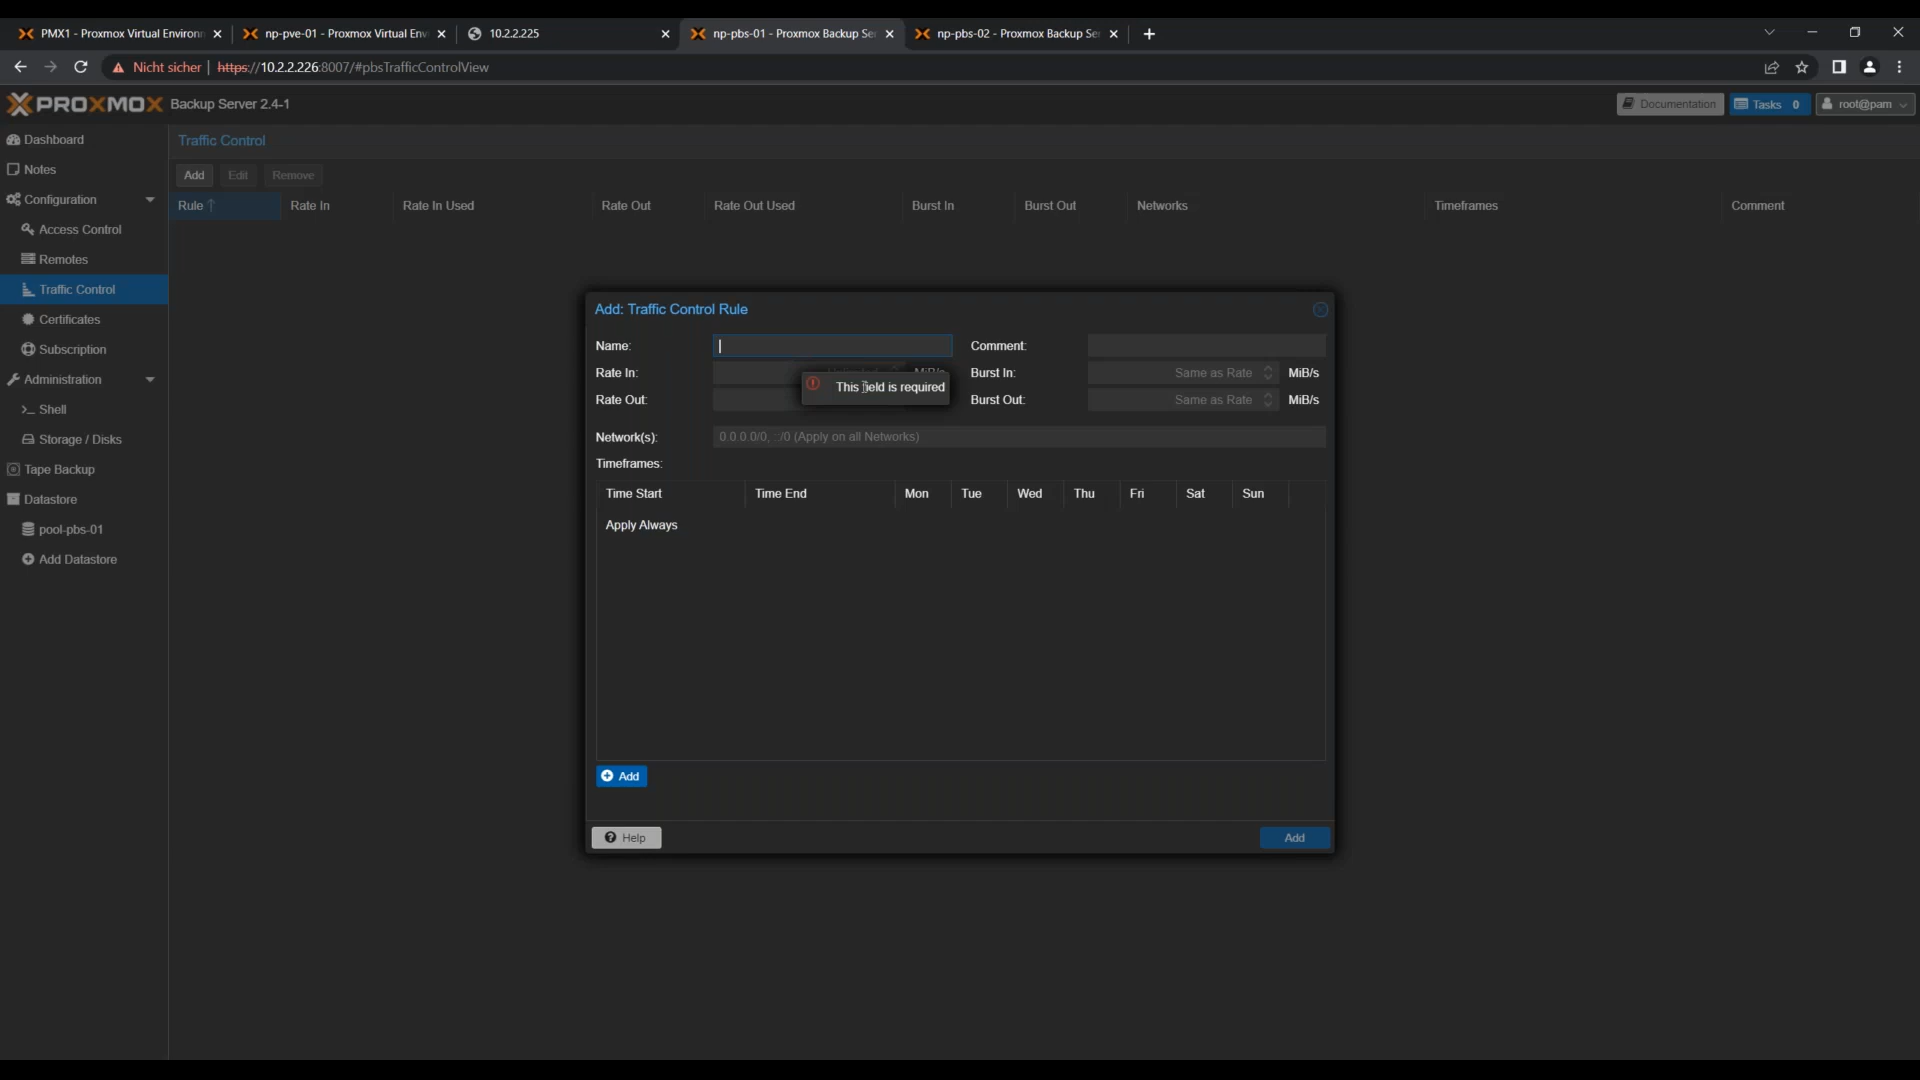 PMX1 - Proxmox Virtual Environ
np-pve-01 - Proxmox Virtual Env
10.2.2.225
np-pbs-01 - Proxmox Backup Se
np-pbs-02 - Proxmox Backup Se
Nicht sicher | https://10.2.2.226:8007/#pbsTrafficControlView
PROXMOX Backup Server 2.4-1
Documentation
Tasks 0
root@pam
Dashboard
Notes
Configuration
Access Control
Remotes
Traffic Control
Certificates
Subscription
Administration
Shell
Storage / Disks
Tape Backup
Datastore
pool-pbs-01
Add Datastore
Traffic Control
Add Edit Remove
Rule Rate In Rate In Used Rate Out Rate Out Used Burst In Burst Out Networks Timeframes Comment
Add: Traffic Control Rule
Name: Comment:
Rate In: MiB/s Burst In: Same as Rate MiB/s
This field is required
Rate Out: Burst Out: Same as Rate MiB/s
Network(s): 0.0.0.0/0, ::/0 (Apply on all Networks)
Timeframes:
Time Start Time End Mon Tue Wed Thu Fri Sat Sun
Apply Always
Add
Help
Add